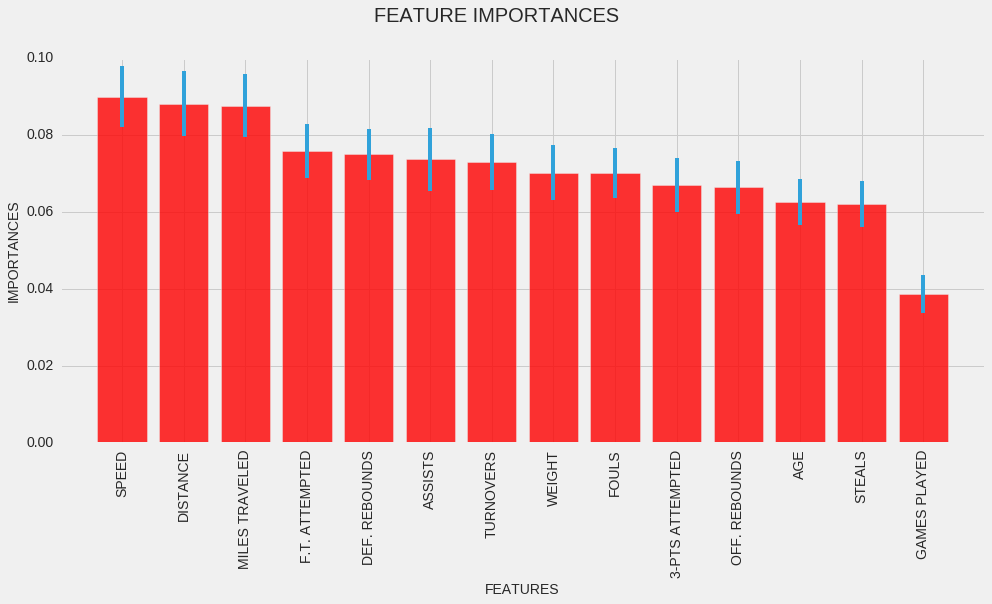 FEATURE IMPORTANCES
IMPORTANCES
0.10
0.08
0.06
0.04
0.02
0.00
SPEED
DISTANCE
MILES TRAVELED
F.T. ATTEMPTED
DEF. REBOUNDS
ASSISTS
TURNOVERS
WEIGHT
FOULS
3-PTS ATTEMPTED
OFF. REBOUNDS
AGE
STEALS
GAMES PLAYED
FEATURES